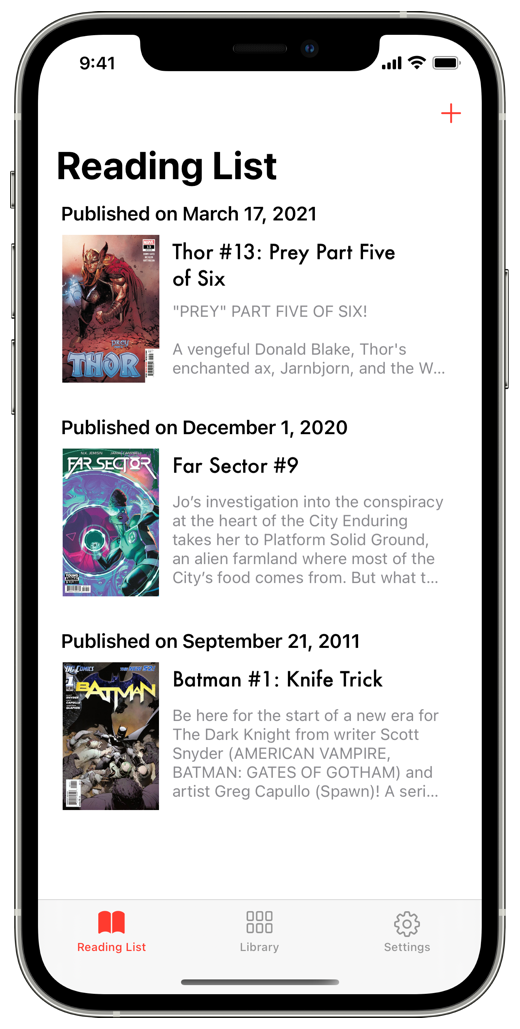 9:41
Reading List
Published on March 17, 2021
Thor #13: Prey Part Five
of Six
"PREY" PART FIVE OF SIX!
A vengeful Donald Blake, Thor's
enchanted ax, Jarnbjorn, and the W...
PREY
THOR
Published on December 1, 2020
FAR SECTOR
Far Sector #9
Jo’s investigation into the conspiracy
at the heart of the City Enduring
takes her to Platform Solid Ground,
an alien farmland where most of the
City’s food comes from. But what t...
Published on September 21, 2011
DC COMICS
BATMAN
Batman #1: Knife Trick
Be here for the start of a new era for
The Dark Knight from writer Scott
Snyder (AMERICAN VAMPIRE,
BATMAN: GATES OF GOTHAM) and
artist Greg Capullo (Spawn)! A seri...
Reading List
Library
Settings